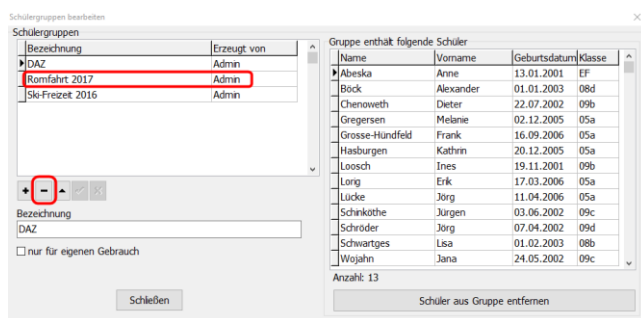 Schülergruppen bearbeiten
Schülergruppen
Bezeichnung Erzeugt von
DAZ Admin
Romfahrt 2017 Admin
Ski-Freizeit 2016 Admin
Bezeichnung
DAZ
nur für eigenen Gebrauch
Schließen
Gruppe enthält folgende Schüler
Name Vorname Geburtsdatum Klasse
Abeska Anne 13.01.2001 EF
Böck Alexander 01.01.2003 08d
Chenoweth Dieter 22.07.2002 09b
Gregersen Melanie 02.12.2005 05a
Grosse-Hündfeld Frank 16.09.2006 05a
Hasburgen Kathrin 20.12.2005 05a
Loosch Ines 19.11.2001 09b
Lorig Erik 17.03.2006 05a
Lücke Jörg 11.04.2006 05a
Schinköthe Jürgen 03.06.2002 09c
Schröder Jörg 07.04.2002 09d
Schwartges Lisa 01.02.2003 08b
Wojahn Jana 24.05.2002 09c
Anzahl: 13
Schüler aus Gruppe entfernen